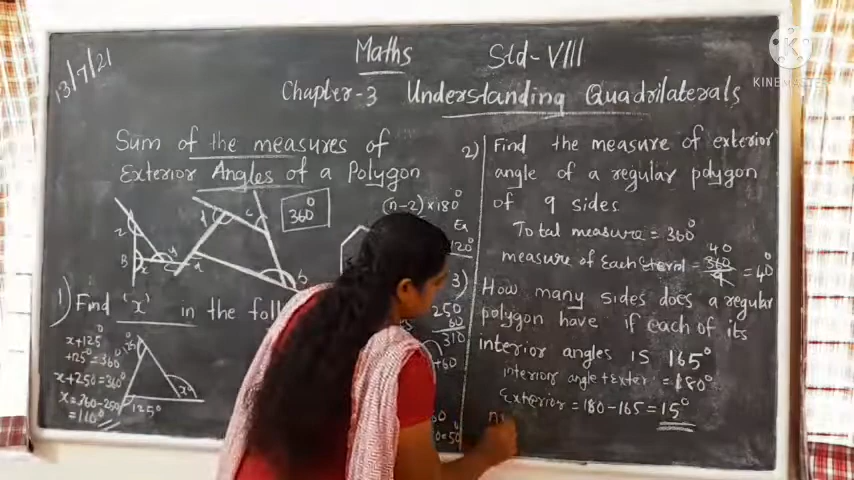 13/7/21
Maths Std-VIII
Chapter-3 Understanding Quadrilaterals
KINEMASTER
Sum of the measures of
Exterior Angles of a Polygon
360°
(n-2)×180°
120°
1) Find 'x' in the foll
x+125°
+125°=360°
x+250=360°
x=360-250
=110°
125°
x
3)
250
60
310
+60
2) Find the measure of exterior
angle of a regular polygon
of 9 sides
Total measure = 360°
measure of Each = 360/9 = 40°
40
How many sides does a regular
polygon have if each of its
interior angles is 165°
interior angle + Exter = 180°
Exterior = 180-165 = 15°